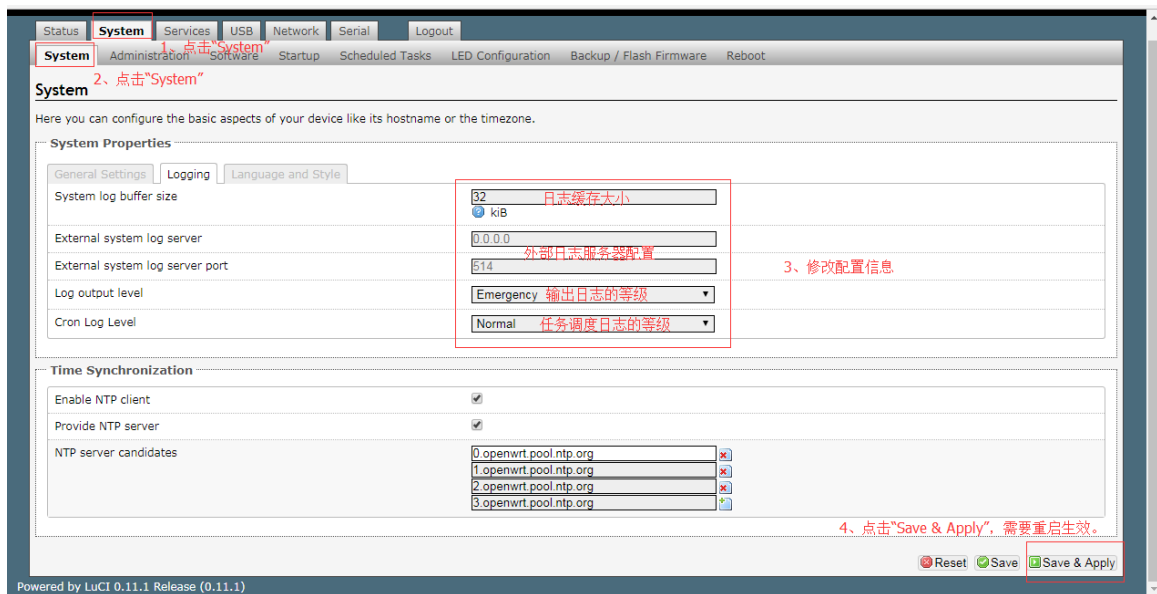 Status System Services USB Network Serial Logout
1、点击“System”
System Administration Software Startup Scheduled Tasks LED Configuration Backup / Flash Firmware Reboot
2、点击“System”
System
Here you can configure the basic aspects of your device like its hostname or the timezone.
System Properties
General Settings Logging Language and Style
System log buffer size 32 日志缓存大小
kiB
External system log server 0.0.0.0
外部日志服务器配置
External system log server port 514 3、修改配置信息
Log output level Emergency 输出日志的等级
Cron Log Level Normal 任务调度日志的等级
Time Synchronization
Enable NTP client
Provide NTP server
NTP server candidates 0.openwrt.pool.ntp.org
1.openwrt.pool.ntp.org
2.openwrt.pool.ntp.org
3.openwrt.pool.ntp.org
4、点击“Save & Apply”，需要重启生效。
Reset Save Save & Apply
Powered by LuCI 0.11.1 Release (0.11.1)